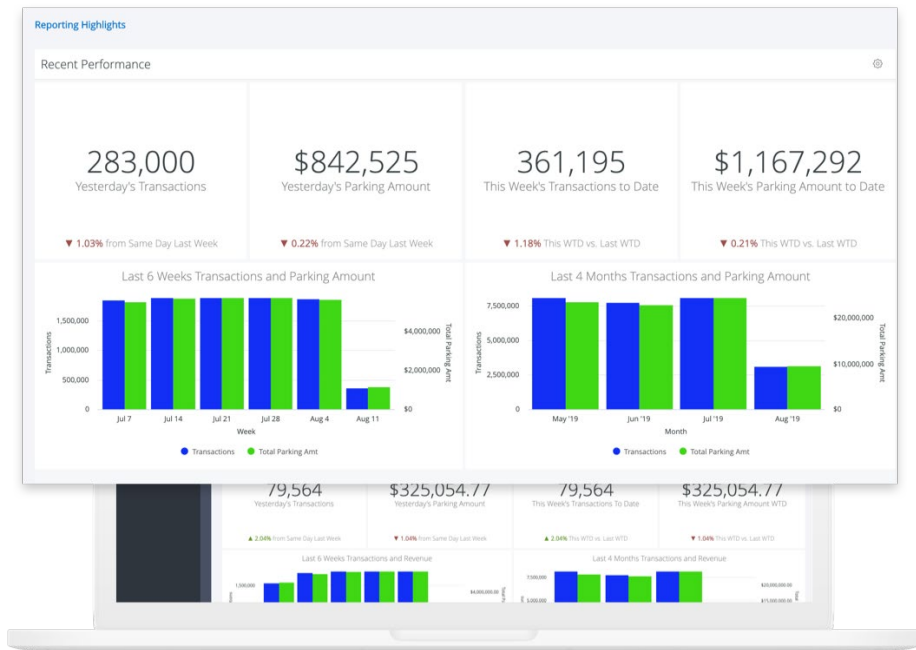 Reporting Highlights
Recent Performance
283,000
Yesterday's Transactions
▼ 1.03% from Same Day Last Week
$842,525
Yesterday's Parking Amount
▼ 0.22% from Same Day Last Week
361,195
This Week's Transactions to Date
▼ 1.18% This WTD vs. Last WTD
$1,167,292
This Week's Parking Amount to Date
▼ 0.21% This WTD vs. Last WTD
Last 6 Weeks Transactions and Parking Amount
Transactions
1,500,000
1,000,000
500,000
0
$4,000,000
$2,000,000
$0
Total Parking Amt
Jul 7
Jul 14
Jul 21
Jul 28
Aug 4
Aug 11
Week
Transactions
Total Parking Amt
Last 4 Months Transactions and Parking Amount
Transactions
7,500,000
5,000,000
2,500,000
0
$20,000,000
$10,000,000
$0
Total Parking Amt
May '19
Jun '19
Jul '19
Aug '19
Month
Transactions
Total Parking Amt
79,564
Yesterday's Transactions
▲ 2.04% from Same Day Last Week
$325,054.77
Yesterday's Parking Amount
▼ 1.04% from Same Day Last Week
79,564
This Week's Transactions To Date
▲ 2.04% This WTD vs. Last WTD
$325,054.77
This Week's Parking Amount WTD
▼ 1.04% This WTD vs. Last WTD
Last 6 Weeks Transactions and Revenue
1,500,000
$4,000,000.00
Last 4 Months Transactions and Revenue
7,500,000
5,000,000
$20,000,000.00
$15,000,000.00